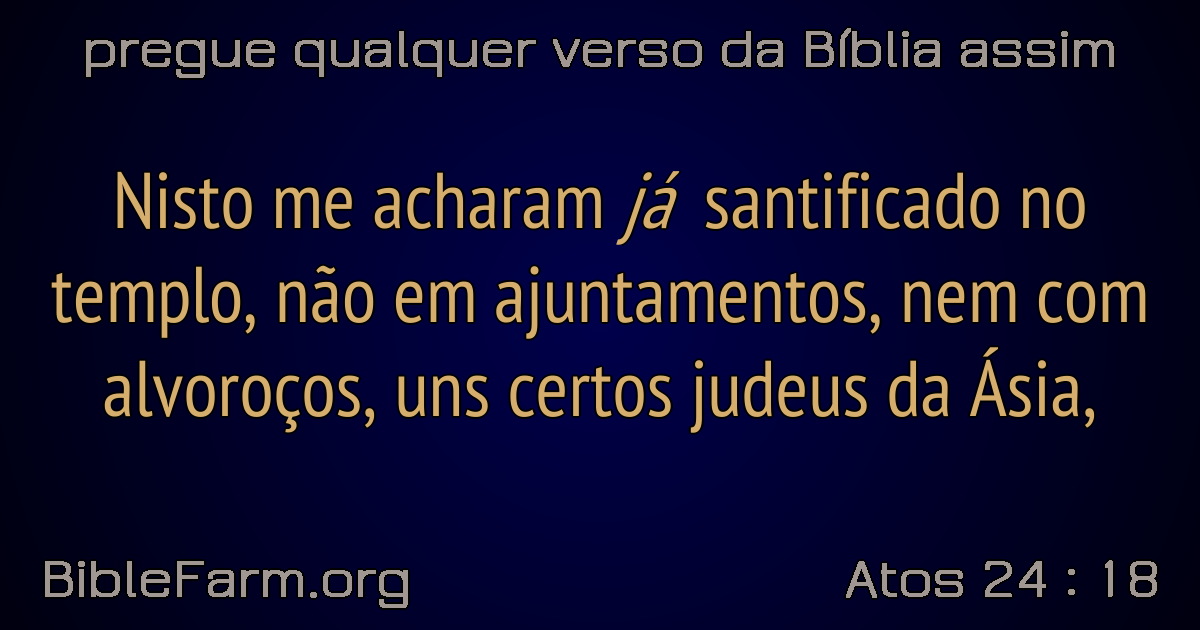 pregue qualquer verso da Bíblia assim
Nisto me acharam já santificado no
templo, não em ajuntamentos, nem com
alvoroços, uns certos judeus da Ásia,
BibleFarm.org
Atos 24 : 18